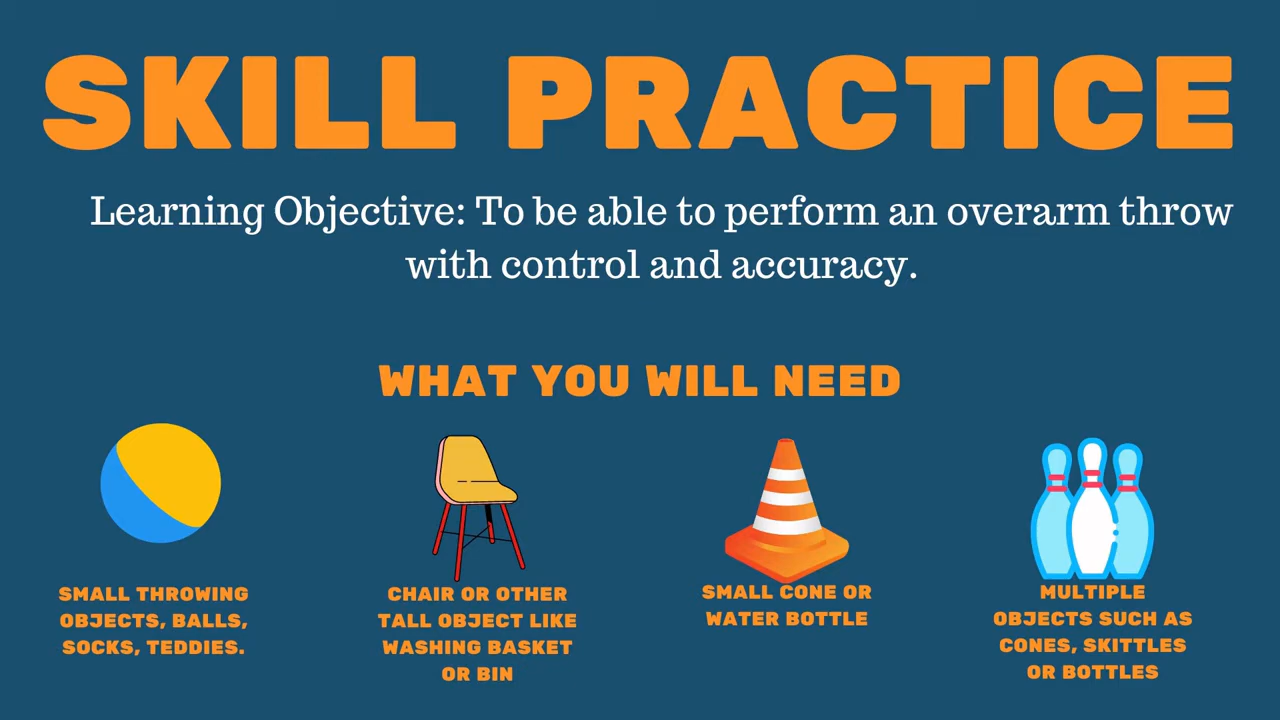 SKILL PRACTICE
Learning Objective: To be able to perform an overarm throw
with control and accuracy.
WHAT YOU WILL NEED
SMALL THROWING
OBJECTS, BALLS,
SOCKS, TEDDIES.
CHAIR OR OTHER
TALL OBJECT LIKE
WASHING BASKET
OR BIN
SMALL CONE OR
WATER BOTTLE
MULTIPLE
OBJECTS SUCH AS
CONES, SKITTLES
OR BOTTLES